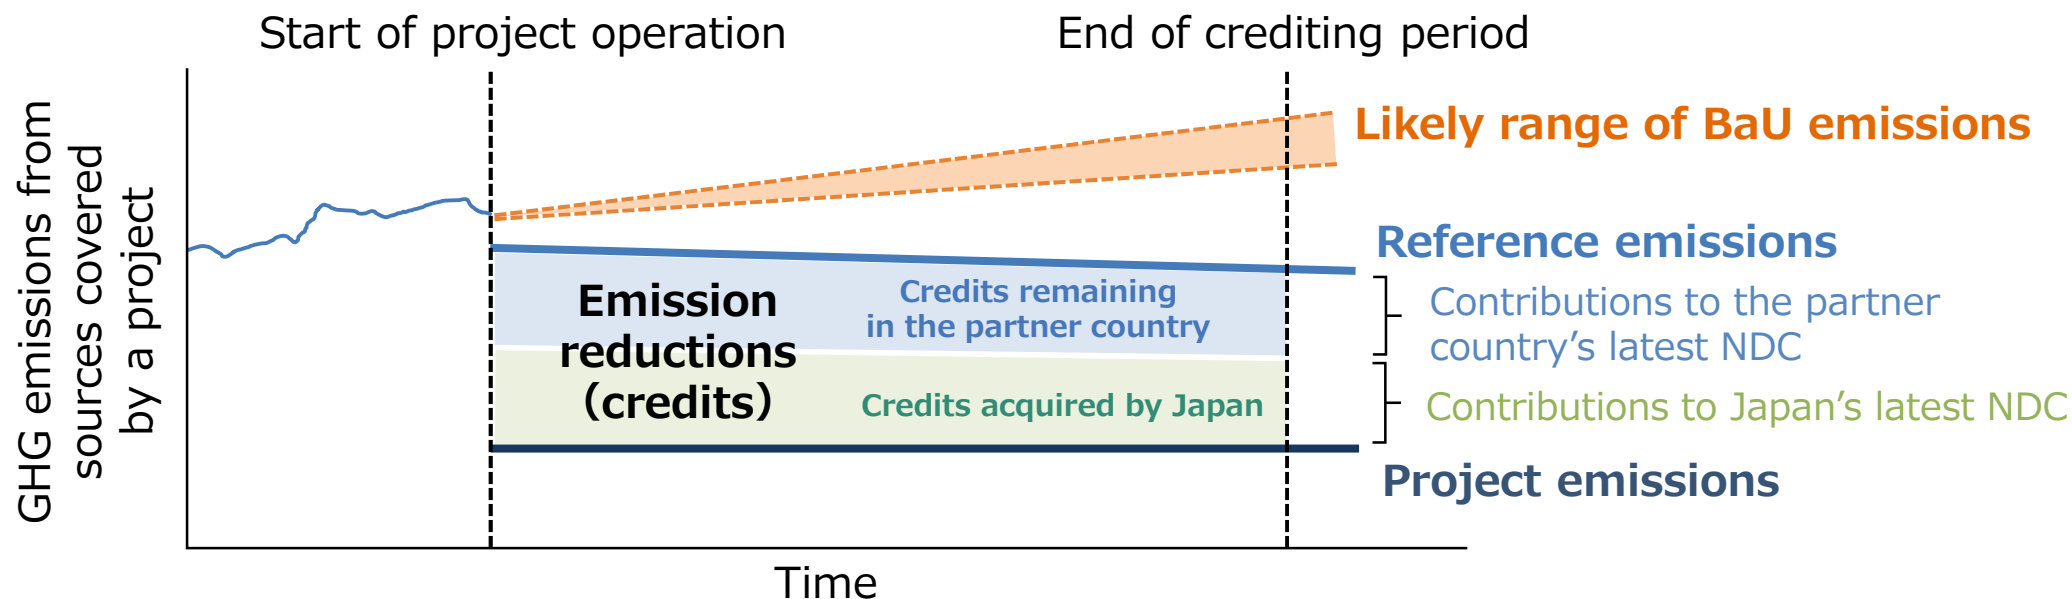 Start of project operation
End of crediting period
GHG emissions from
sources covered
by a project
Likely range of BaU emissions
Reference emissions
Emission
reductions
（credits）
Credits remaining
in the partner country
Contributions to the partner
country’s latest NDC
Credits acquired by Japan
Contributions to Japan’s latest NDC
Project emissions
Time